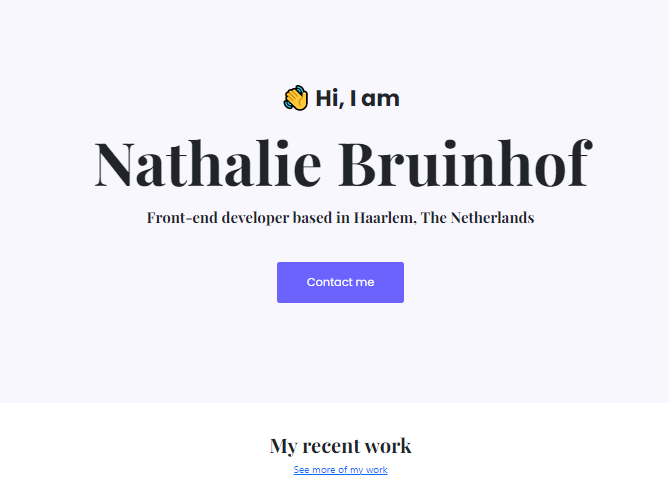 Hi, I am
Nathalie Bruinhof
Front-end developer based in Haarlem, The Netherlands
Contact me
My recent work
See more of my work